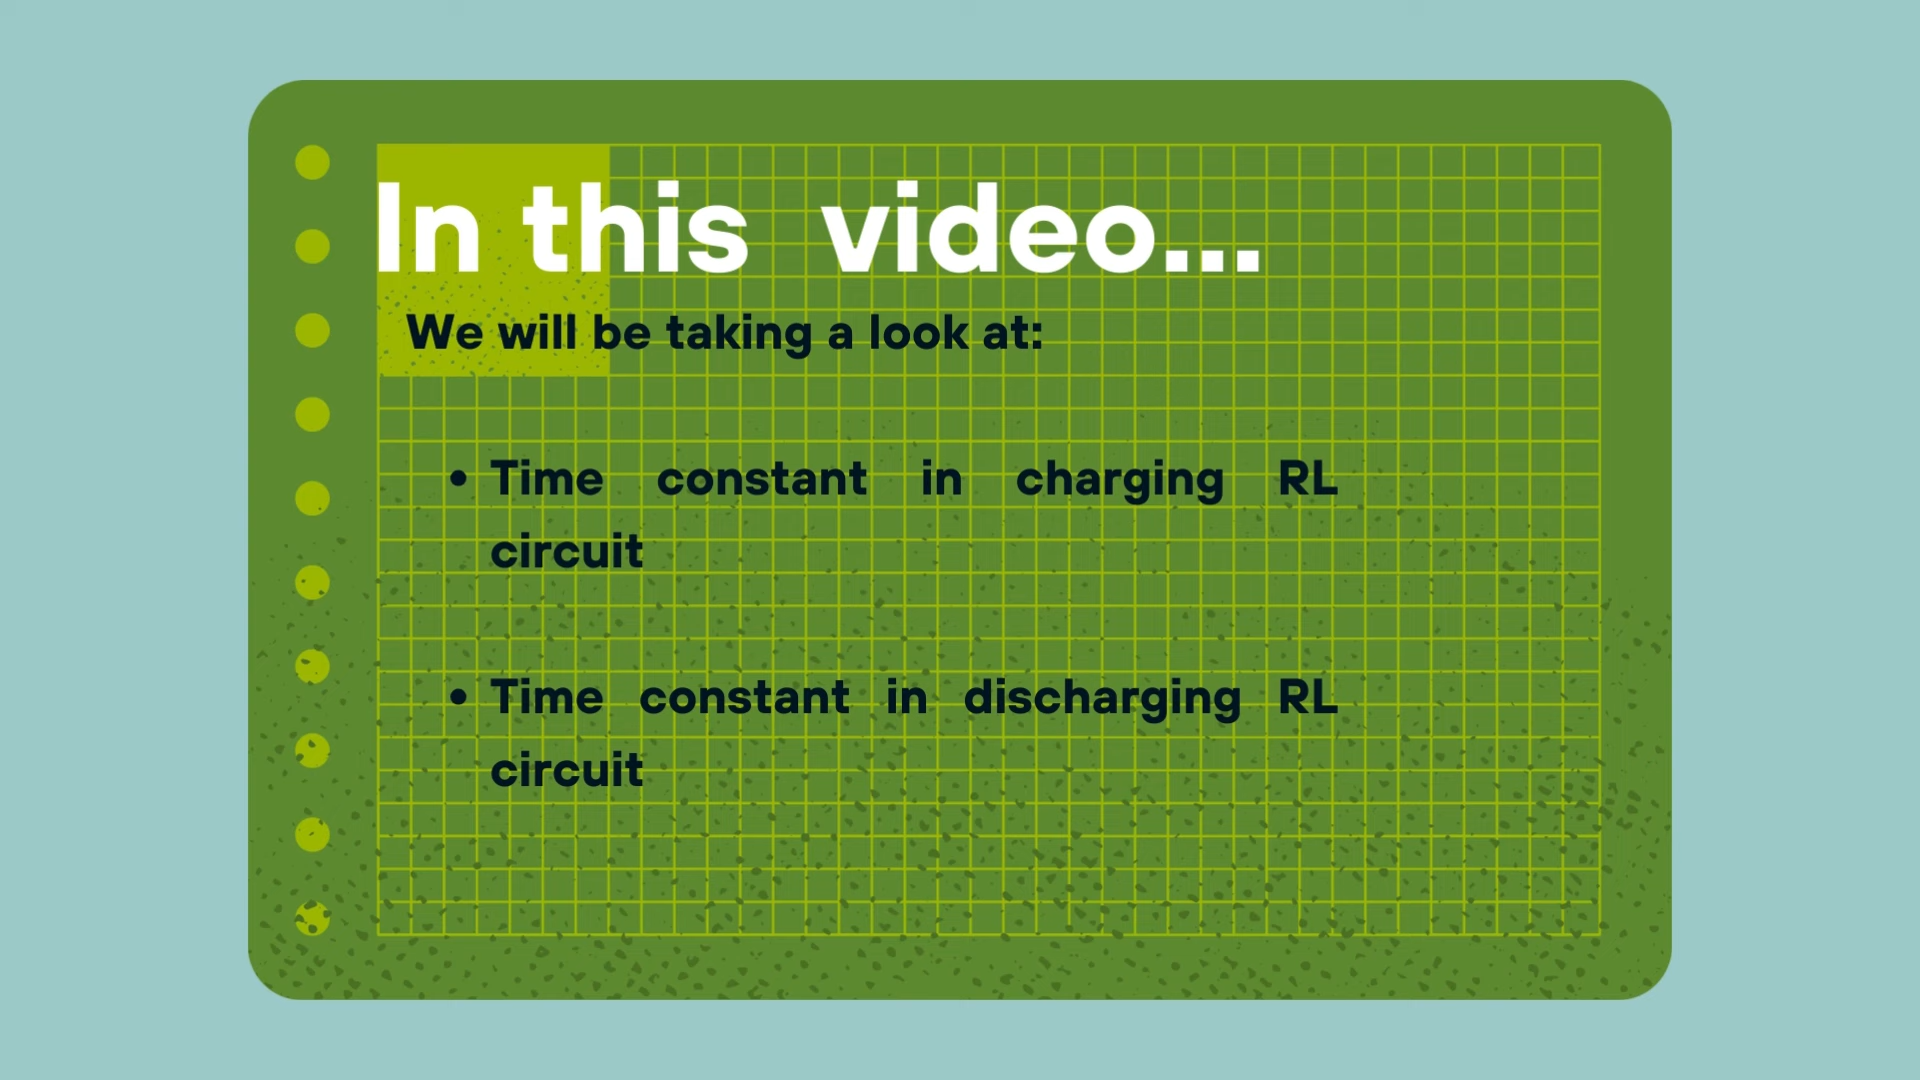 In this video...
We will be taking a look at:
• Time constant in charging RL
circuit
• Time constant in discharging RL
circuit